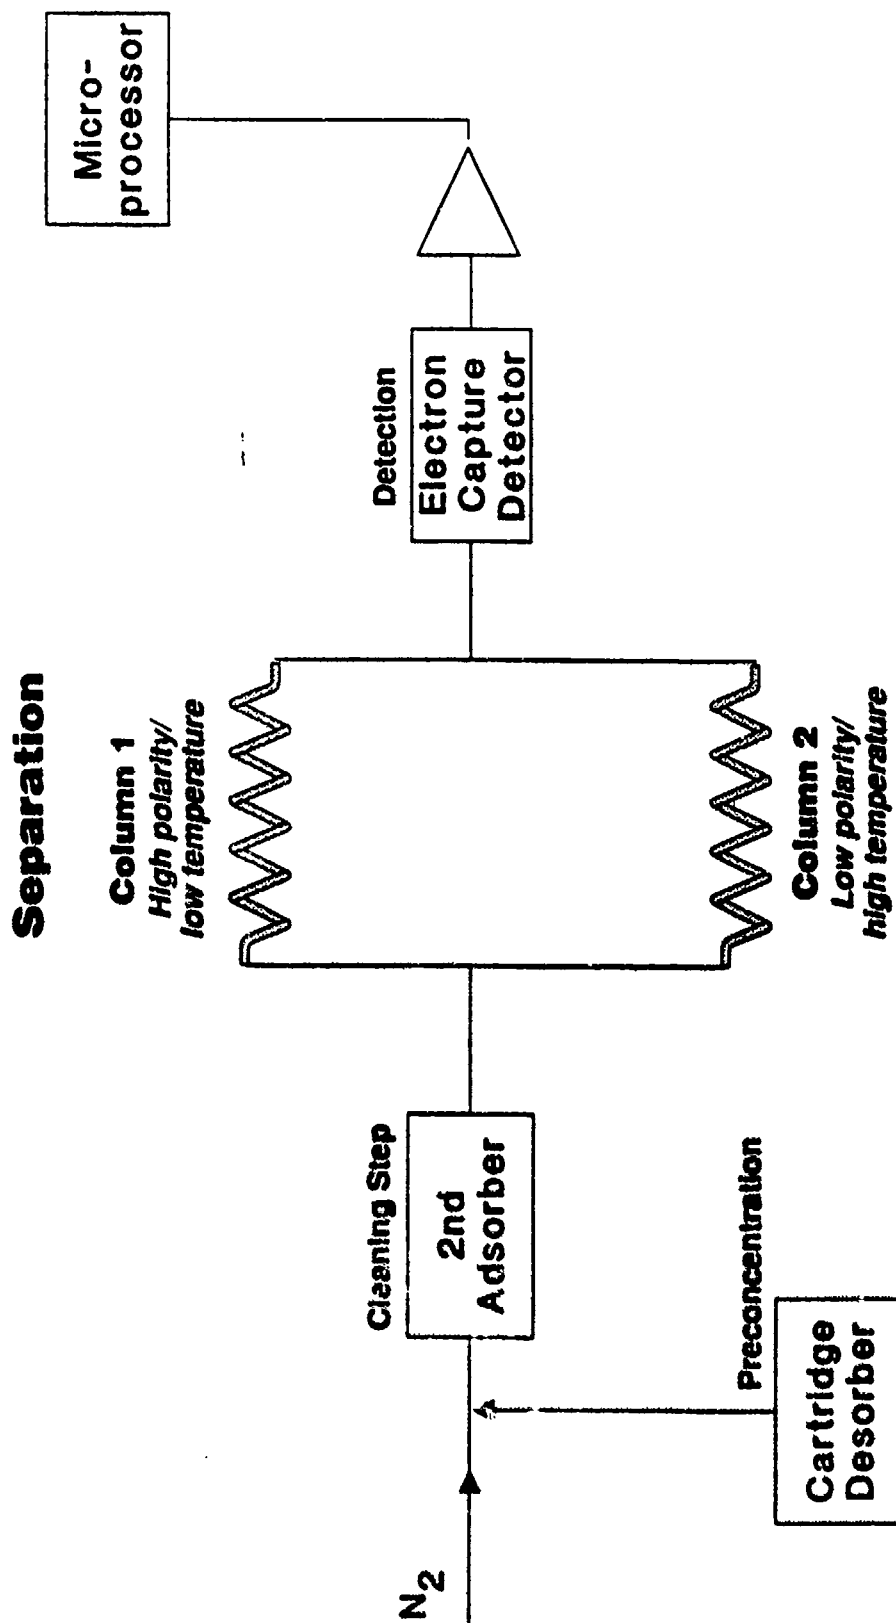 Separation
Column 1
High polarity/
low temperature
Micro-
processor
N2
Cleaning Step
2nd
Adsorber
Detection
Electron
Capture
Detector
Preconcentration
Cartridge
Desorber
Column 2
Low polarity/
high temperature